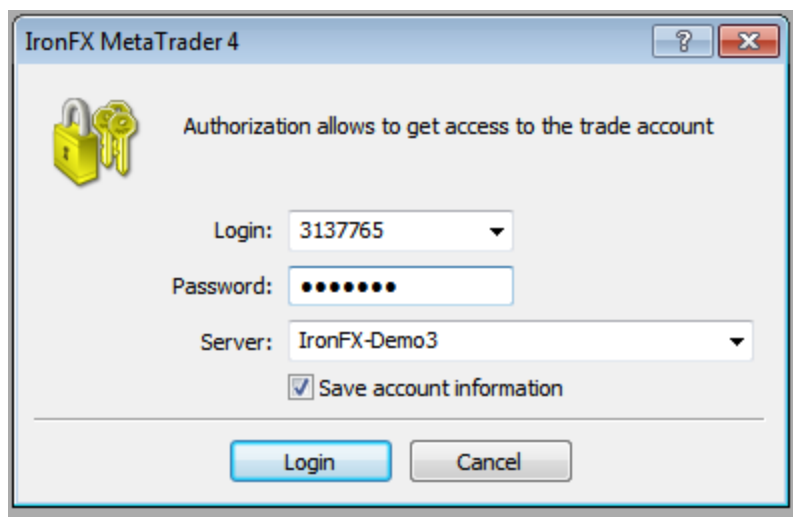 IronFX MetaTrader 4
Authorization allows to get access to the trade account
Login: 3137765
Password: •••••••
Server: IronFX-Demo3
Save account information
Login Cancel